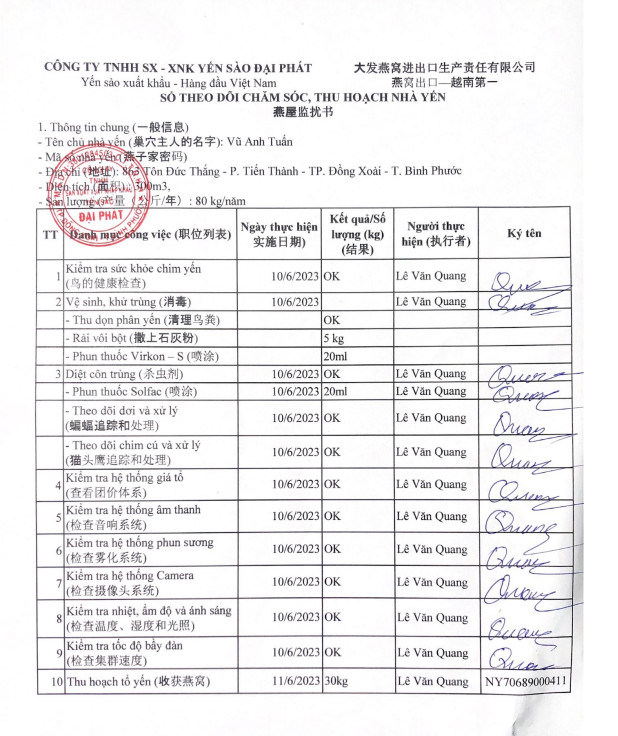 CÔNG TY TNHH SX - XNK YẾN SÀO ĐẠI PHÁT
大发燕窝进出口生产责任有限公司
Yến sào xuất khẩu - Hàng đầu Việt Nam
燕窝出口—越南第一
SỔ THEO DÕI CHĂM SÓC, THU HOẠCH NHÀ YẾN
燕屋监扰书
1. Thông tin chung (一般信息)
- Tên chủ nhà yến (巢穴主人的名字): Vũ Anh Tuấn
- Mã số nhà yến (燕子家密码)
- Địa chỉ (地址): 863 Tôn Đức Thắng - P. Tiến Thành - TP. Đồng Xoài - T. Bình Phước
- Diện tích (面积): 300m3,
- Sản lượng (产量（公斤/年）: 80 kg/năm
ĐẠI PHÁT
TT Danh mục công việc (职位列表) Ngày thực hiện 实施日期) Kết quả/Số lượng (kg) (结果) Người thực hiện (执行者) Ký tên
1 Kiểm tra sức khỏe chim yến (鸟的健康检查) 10/6/2023 OK Lê Văn Quang
2 Vệ sinh, khử trùng (消毒) 10/6/2023 Lê Văn Quang
- Thu dọn phân yến (清理鸟粪) OK
- Rải vôi bột (撒上石灰粉) 5 kg
- Phun thuốc Virkon – S (喷涂) 20ml
3 Diệt côn trùng (杀虫剂) 10/6/2023 OK Lê Văn Quang
- Phun thuốc Solfac (喷涂) 10/6/2023 20ml Lê Văn Quang
- Theo dõi dơi và xử lý (蝙蝠追踪和处理) 10/6/2023 OK Lê Văn Quang
- Theo dõi chim cú và xử lý (猫头鹰追踪和处理) 10/6/2023 OK Lê Văn Quang
4 Kiểm tra hệ thống giá tổ (查看团价体系) 10/6/2023 OK Lê Văn Quang
5 Kiểm tra hệ thống âm thanh (检查音响系统) 10/6/2023 OK Lê Văn Quang
6 Kiểm tra hệ thống phun sương (检查雾化系统) 10/6/2023 OK Lê Văn Quang
7 Kiểm tra hệ thống Camera (检查摄像头系统) 10/6/2023 OK Lê Văn Quang
8 Kiểm tra nhiệt, ẩm độ và ánh sáng (检查温度、湿度和光照) 10/6/2023 OK Lê Văn Quang
9 Kiểm tra tốc độ bầy đàn (检查集群速度) 10/6/2023 OK Lê Văn Quang
10 Thu hoạch tổ yến (收获燕窝) 11/6/2023 30kg Lê Văn Quang NY70689000411